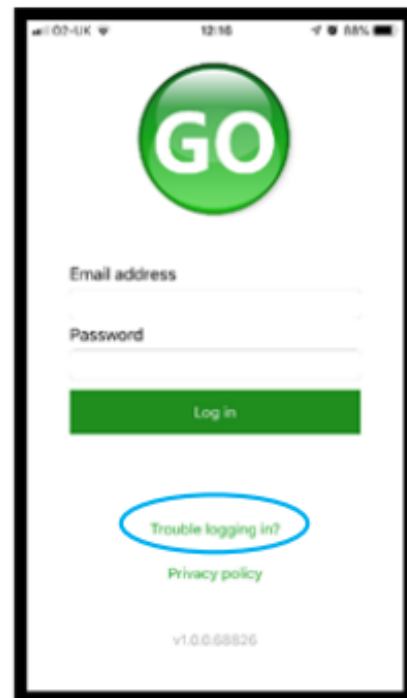 O2-UK 12:16 88%
GO
Email address
Password
Log in
Trouble logging in?
Privacy policy
v1.0.0.68826